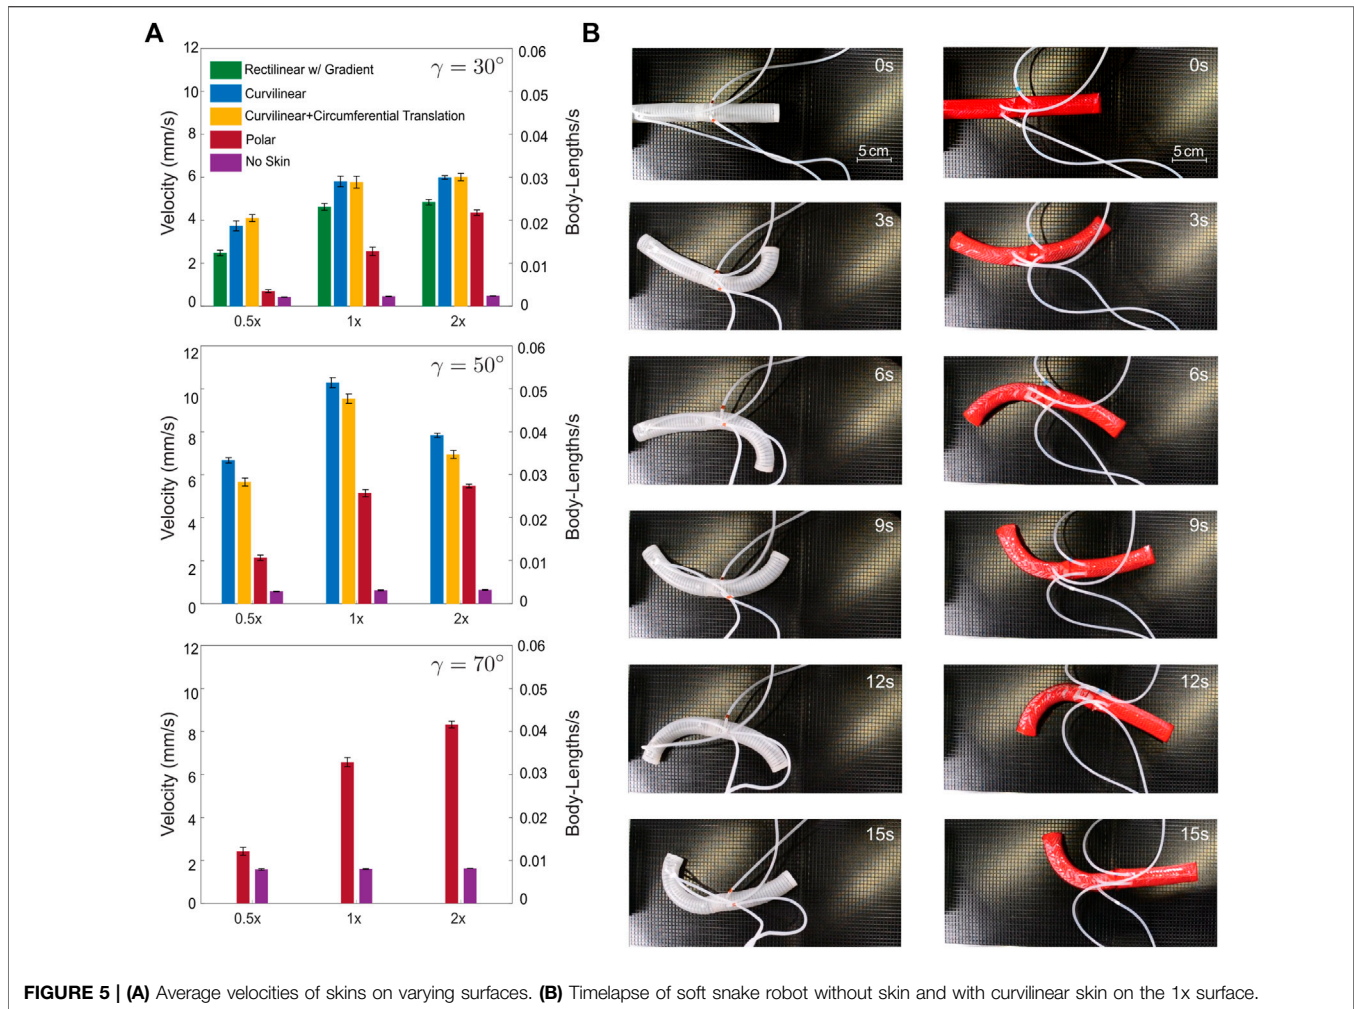 A
12
10
8
6
4
2
0
Velocity (mm/s)
Rectilinear w/ Gradient
Curvilinear
Curvilinear+Circumferential Translation
Polar
No Skin
γ = 30°
0.06
0.05
0.04
0.03
0.02
0.01
0
Body-Lengths/s
0.5x 1x 2x
12
10
8
6
4
2
0
Velocity (mm/s)
γ = 50°
0.06
0.05
0.04
0.03
0.02
0.01
0
Body-Lengths/s
0.5x 1x 2x
12
10
8
6
4
2
0
Velocity (mm/s)
γ = 70°
0.06
0.05
0.04
0.03
0.02
0.01
0
Body-Lengths/s
0.5x 1x 2x
B
0s 0s
5 cm 5 cm
3s 3s
6s 6s
9s 9s
12s 12s
15s 15s
FIGURE 5 | (A) Average velocities of skins on varying surfaces. (B) Timelapse of soft snake robot without skin and with curvilinear skin on the 1x surface.